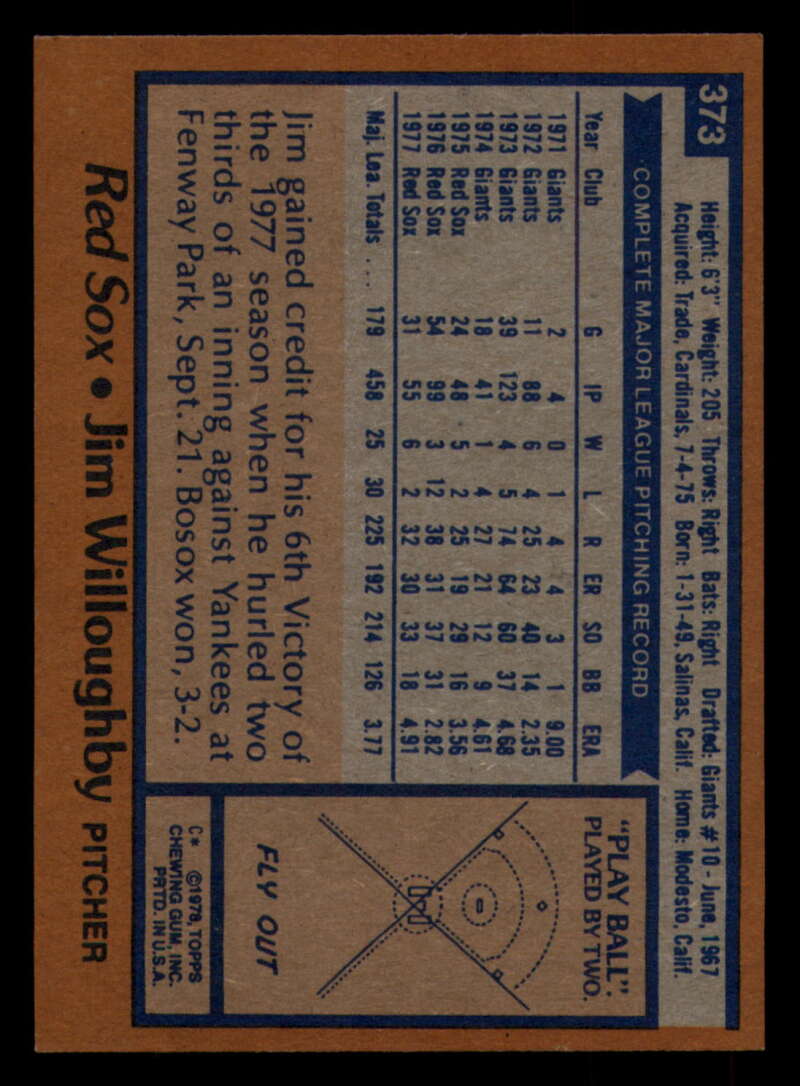 373
Height: 6'3" Weight: 205 Throws: Right Bats: Right Drafted: Giants #10 - June, 1967
Acquired: Trade, Cardinals, 7-4-75 Born: 1-31-49, Salinas, Calif. Home: Modesto, Calif.
COMPLETE MAJOR LEAGUE PITCHING RECORD
Year Club G IP W L R ER SO BB ERA
1971 Giants 2 4 0 1 4 4 3 1 9.00
1972 Giants 11 88 6 4 25 23 40 14 2.35
1973 Giants 39 123 4 5 74 64 60 37 4.68
1974 Giants 18 41 1 4 27 21 12 9 4.61
1975 Red Sox 24 48 5 2 25 19 29 16 3.56
1976 Red Sox 54 99 3 12 38 31 37 31 2.82
1977 Red Sox 31 55 6 2 32 30 33 18 4.91
Maj. Lea. Totals .... 179 458 25 30 225 192 214 126 3.77
Jim gained credit for his 6th Victory of
the 1977 season when he hurled two
thirds of an inning against Yankees at
Fenway Park, Sept. 21. Bosox won, 3-2.
"PLAY BALL".
PLAYED BY TWO.
FLY OUT
C* ©1978, TOPPS
CHEWING GUM, INC.
PRTD. IN U.S.A.
Red Sox • Jim Willoughby PITCHER